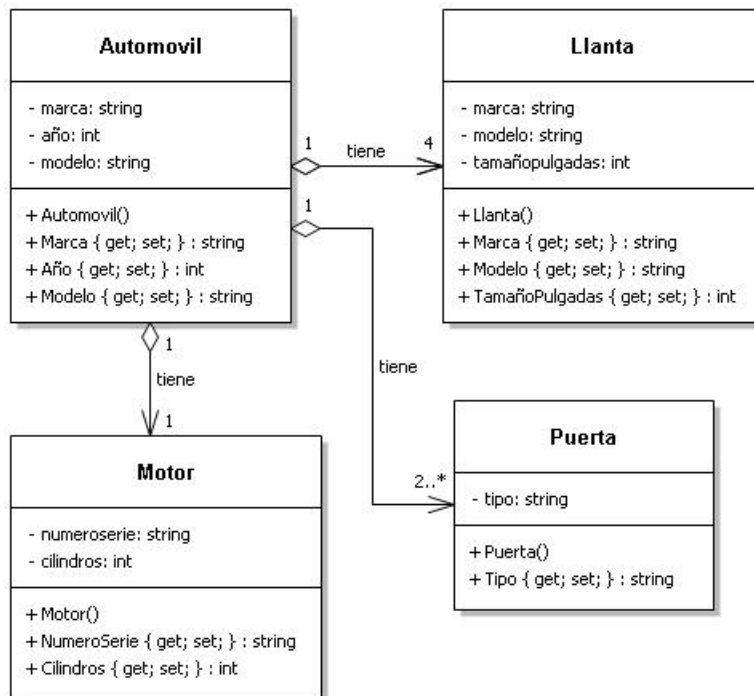 Automovil
- marca: string
- año: int
- modelo: string
+ Automovil()
+ Marca { get; set; } : string
+ Año { get; set; } : int
+ Modelo { get; set; } : string
1
tiene
4
Llanta
- marca: string
- modelo: string
- tamañopulgadas: int
+ Llanta()
+ Marca { get; set; } : string
+ Modelo { get; set; } : string
+ TamañoPulgadas { get; set; } : int
1
tiene
2..*
1
tiene
1
Motor
- numeroserie: string
- cilindros: int
+ Motor()
+ NumeroSerie { get; set; } : string
+ Cilindros { get; set; } : int
Puerta
- tipo: string
+ Puerta()
+ Tipo { get; set; } : string